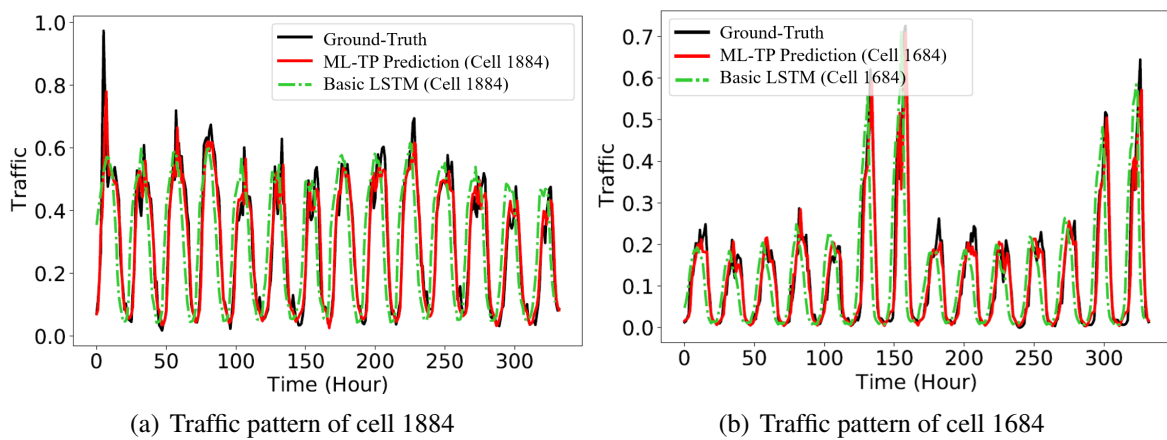 1.0
0.8
0.6
0.4
0.2
0.0
Traffic
Ground-Truth
ML-TP Prediction (Cell 1884)
Basic LSTM (Cell 1884)
0 50 100 150 200 250 300
Time (Hour)
(a) Traffic pattern of cell 1884
0.7
0.6
0.5
0.4
0.3
0.2
0.1
0.0
Traffic
Ground-Truth
ML-TP Prediction (Cell 1684)
Basic LSTM (Cell 1684)
0 50 100 150 200 250 300
Time (Hour)
(b) Traffic pattern of cell 1684